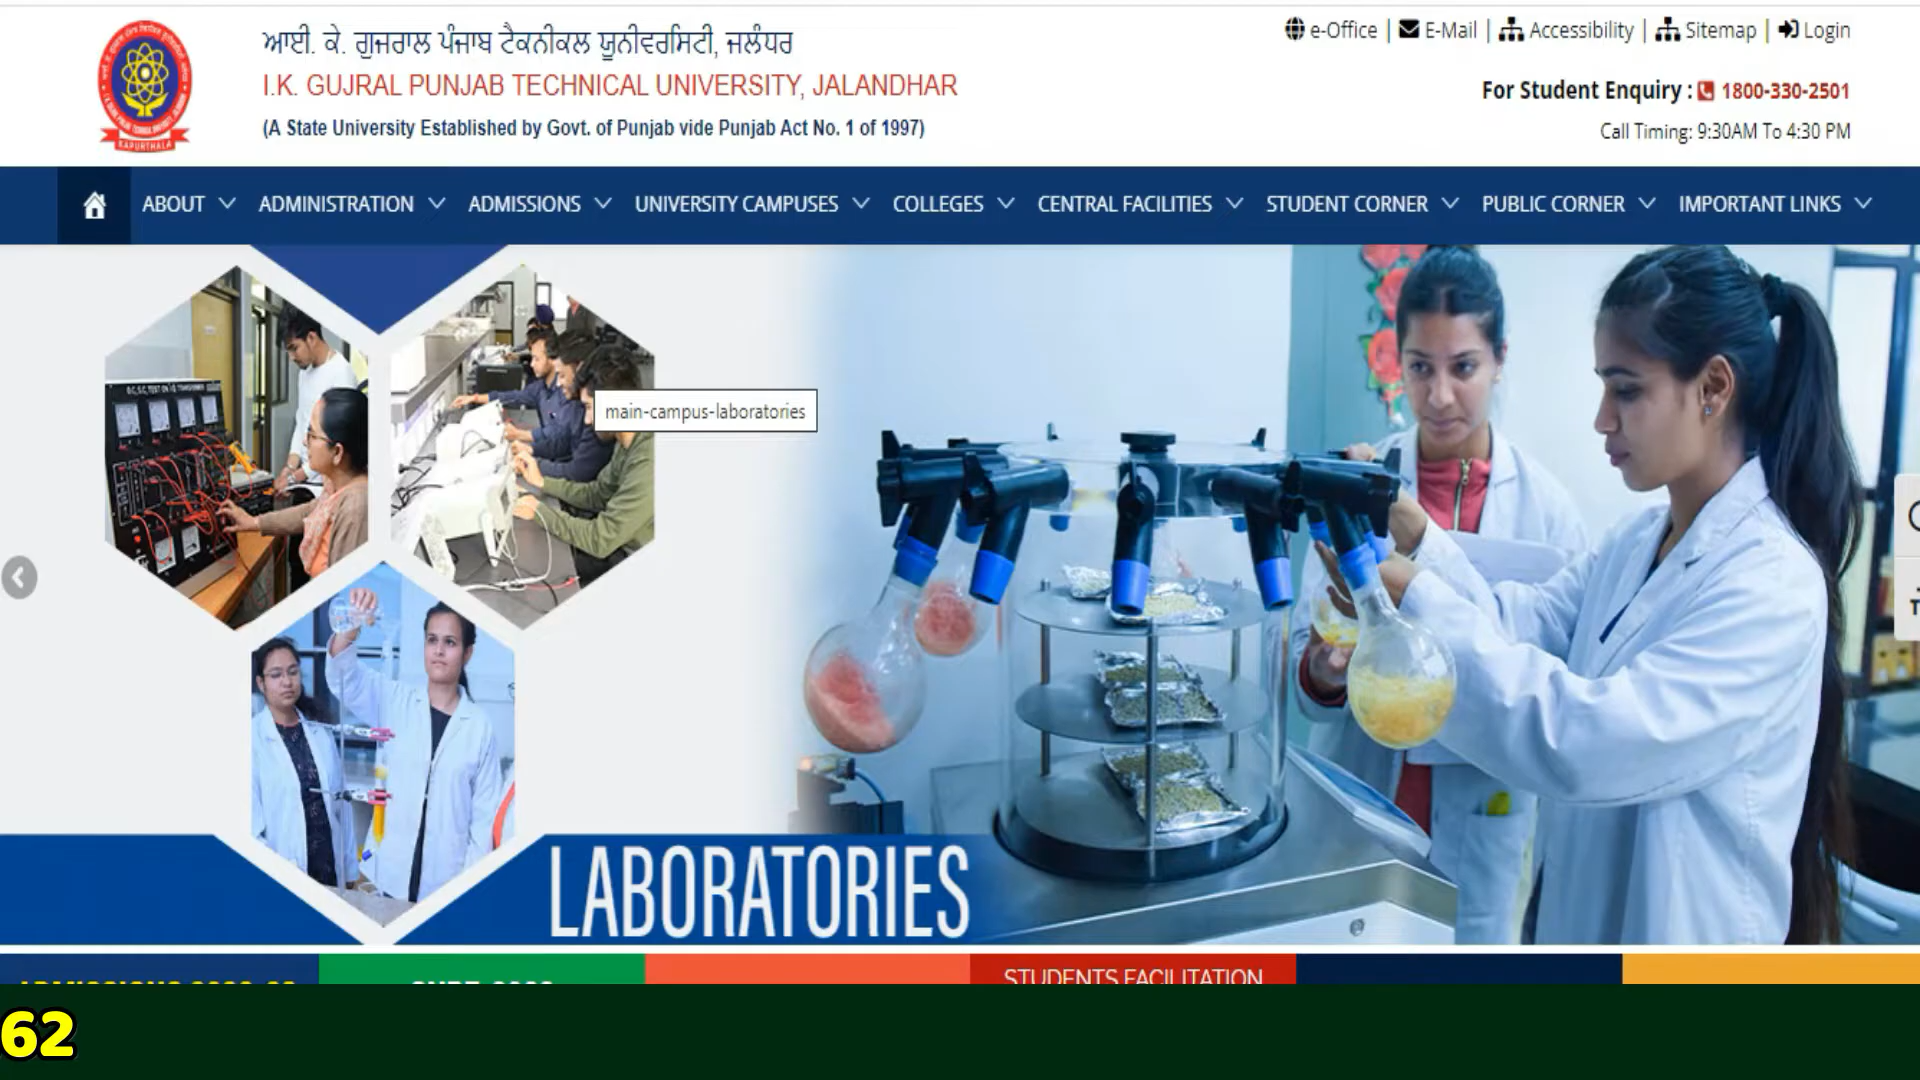 ਆਈ. ਕੇ. ਗੁਜਰਾਲ ਪੰਜਾਬ ਟੈਕਨੀਕਲ ਯੂਨੀਵਰਸਿਟੀ, ਜਲੰਧਰ
I.K. GUJRAL PUNJAB TECHNICAL UNIVERSITY, JALANDHAR
(A State University Established by Govt. of Punjab vide Punjab Act No. 1 of 1997)
KAPURTHALA
e-Office | E-Mail | Accessibility | Sitemap | Login
For Student Enquiry : 1800-330-2501
Call Timing: 9:30AM To 4:30 PM
ABOUT ADMINISTRATION ADMISSIONS UNIVERSITY CAMPUSES COLLEGES CENTRAL FACILITIES STUDENT CORNER PUBLIC CORNER IMPORTANT LINKS
main-campus-laboratories
LABORATORIES
STUDENTS FACILITATION
62